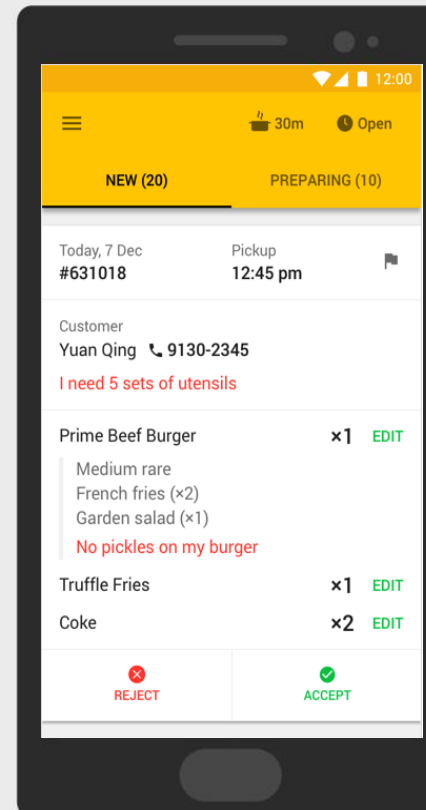 12:00
30m Open
NEW (20) PREPARING (10)
Today, 7 Dec Pickup
#631018 12:45 pm
Customer
Yuan Qing 9130-2345
I need 5 sets of utensils
Prime Beef Burger ×1 EDIT
Medium rare
French fries (×2)
Garden salad (×1)
No pickles on my burger
Truffle Fries ×1 EDIT
Coke ×2 EDIT
REJECT ACCEPT